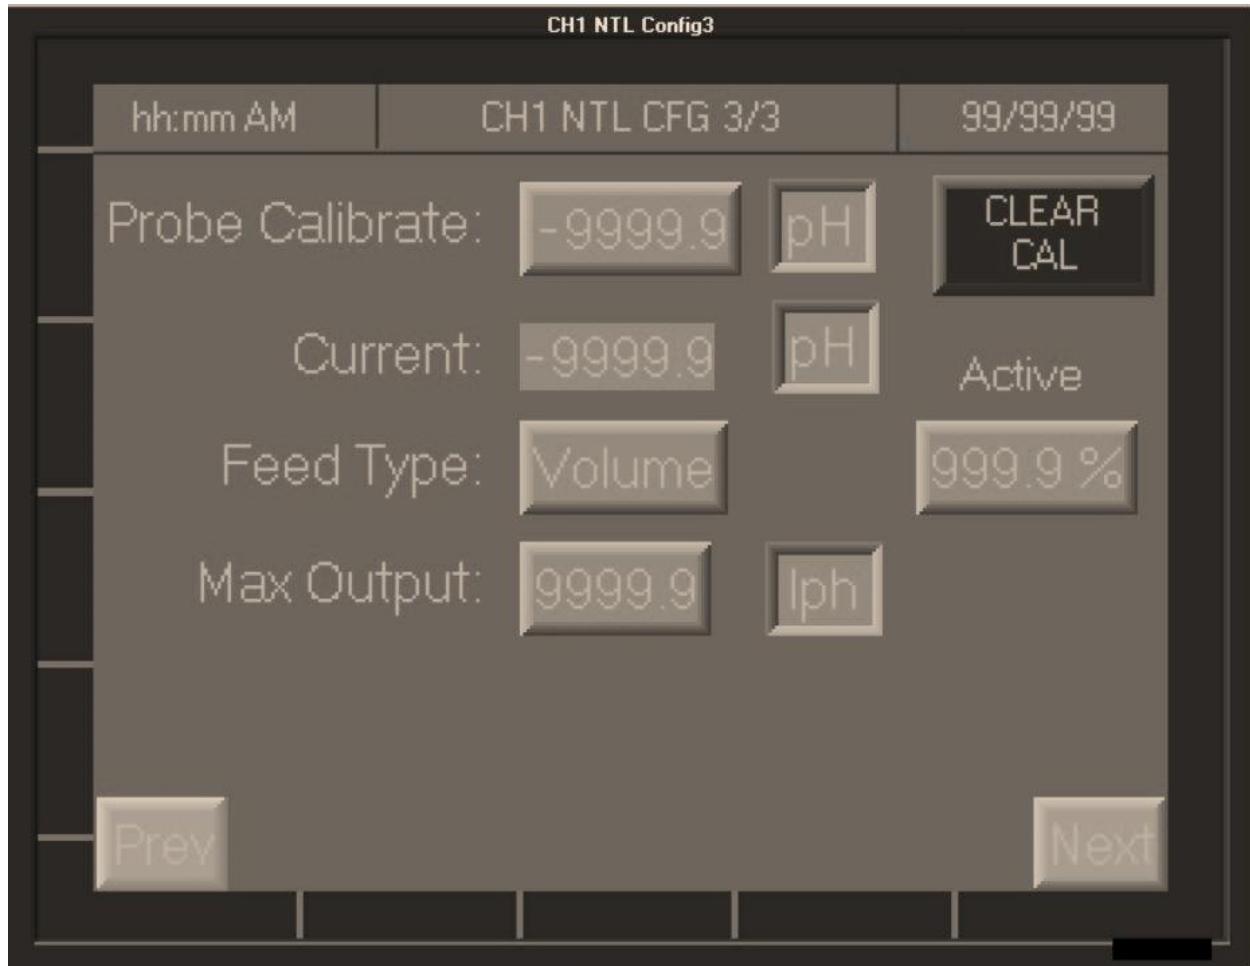 CH1 NTL Config3
hh:mm AM CH1 NTL CFG 3/3 99/99/99
Probe Calibrate: -9999.9 pH CLEAR
CAL
Current: -9999.9 pH Active
Feed Type: Volume 999.9 %
Max Output: 9999.9 lph
Prev Next